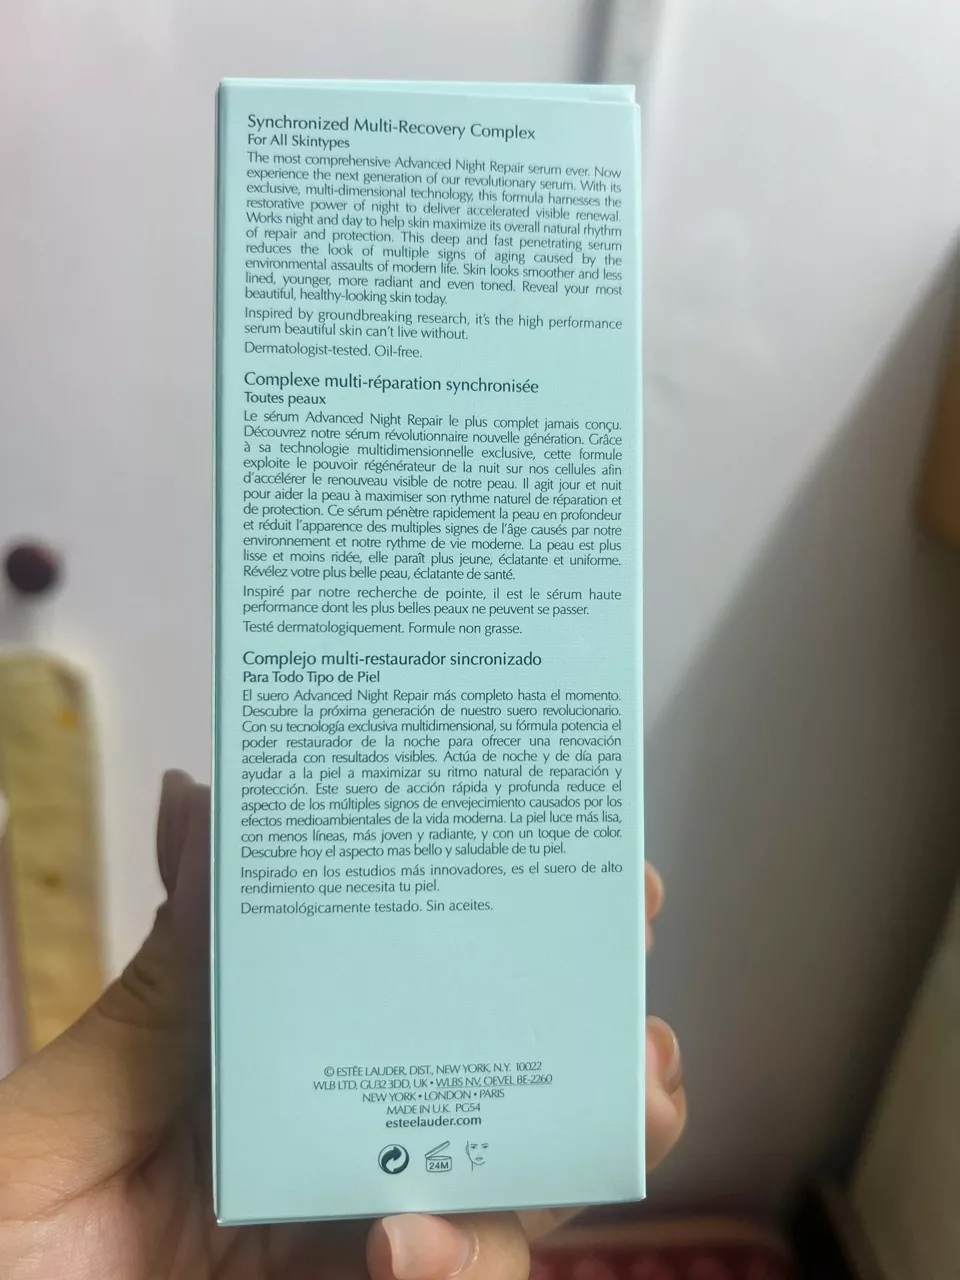 Synchronized Multi-Recovery Complex
For All Skintypes
The most comprehensive Advanced Night Repair serum ever. Now
experience the next generation of our revolutionary serum. With its
exclusive, multi-dimensional technology, this formula harnesses the
restorative power of night to deliver accelerated visible renewal.
Works night and day to help skin maximize its overall natural rhythm
of repair and protection. This deep and fast penetrating serum
reduces the look of multiple signs of aging caused by the
environmental assaults of modern life. Skin looks smoother and less
lined, younger, more radiant and even toned. Reveal your most
beautiful, healthy-looking skin today.
Inspired by groundbreaking research, it's the high performance
serum beautiful skin can't live without.
Dermatologist-tested. Oil-free.
Complexe multi-réparation synchronisée
Toutes peaux
Le sérum Advanced Night Repair le plus complet jamais conçu.
Découvrez notre sérum révolutionnaire nouvelle génération. Grâce
à sa technologie multidimensionnelle exclusive, cette formule
exploite le pouvoir régénérateur de la nuit sur nos cellules afin
d'accélérer le renouveau visible de notre peau. Il agit jour et nuit
pour aider la peau à maximiser son rythme naturel de réparation et
de protection. Ce sérum pénètre rapidement la peau en profondeur
et réduit l'apparence des multiples signes de l'âge causés par notre
environnement et notre rythme de vie moderne. La peau est plus
lisse et moins ridée, elle paraît plus jeune, éclatante et uniforme.
Révélez votre plus belle peau, éclatante de santé.
Inspiré par notre recherche de pointe, il est le sérum haute
performance dont les plus belles peaux ne peuvent se passer.
Testé dermatologiquement. Formule non grasse.
Complejo multi-restaurador sincronizado
Para Todo Tipo de Piel
El suero Advanced Night Repair más completo hasta el momento.
Descubre la próxima generación de nuestro suero revolucionario.
Con su tecnología exclusiva multidimensional, su fórmula potencia el
poder restaurador de la noche para ofrecer una renovación
acelerada con resultados visibles. Actúa de noche y de día para
ayudar a la piel a maximizar su ritmo natural de reparación y
protección. Este suero de acción rápida y profunda reduce el
aspecto de los múltiples signos de envejecimiento causados por los
efectos medioambientales de la vida moderna. La piel luce más lisa,
con menos líneas, más joven y radiante, y con un toque de color.
Descubre hoy el aspecto mas bello y saludable de tu piel.
Inspirado en los estudios más innovadores, es el suero de alto
rendimiento que necesita tu piel.
Dermatológicamente testado. Sin aceites.
© ESTÉE LAUDER, DIST., NEW YORK, N.Y. 10022
WLB LTD, GU32 3DD, UK • WLBS NV, OEVEL BE-2260
NEW YORK • LONDON • PARIS
MADE IN U.K. PG54
esteelauder.com
24M